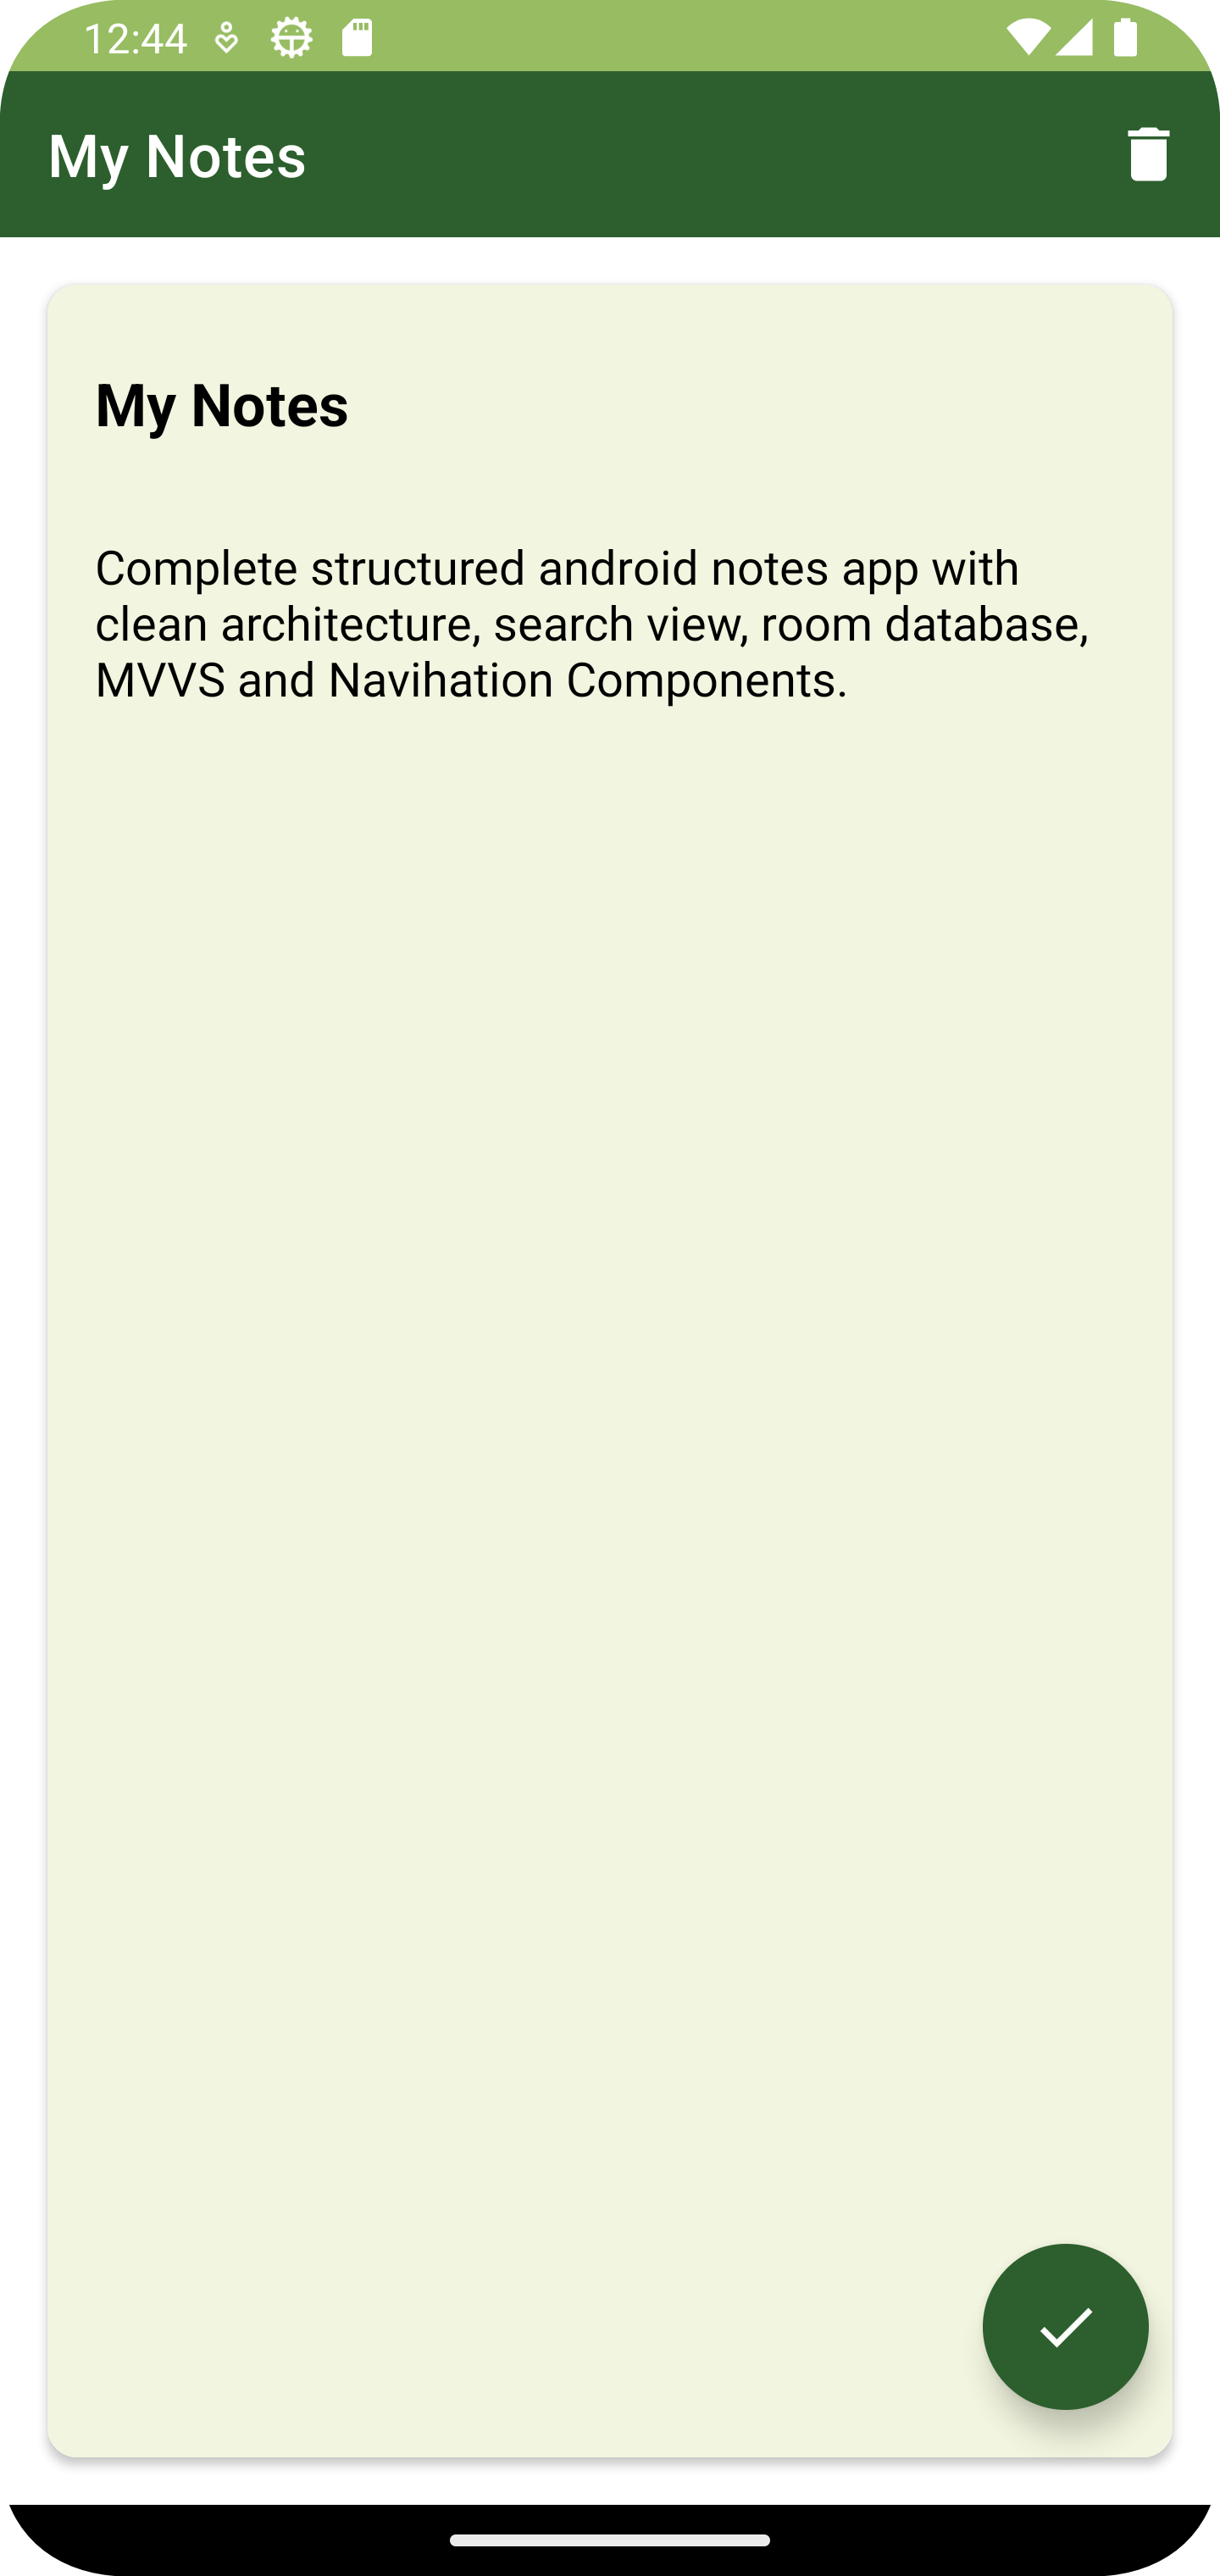 12:44
My Notes
My Notes
Complete structured android notes app with
clean architecture, search view, room database,
MVVS and Navihation Components.